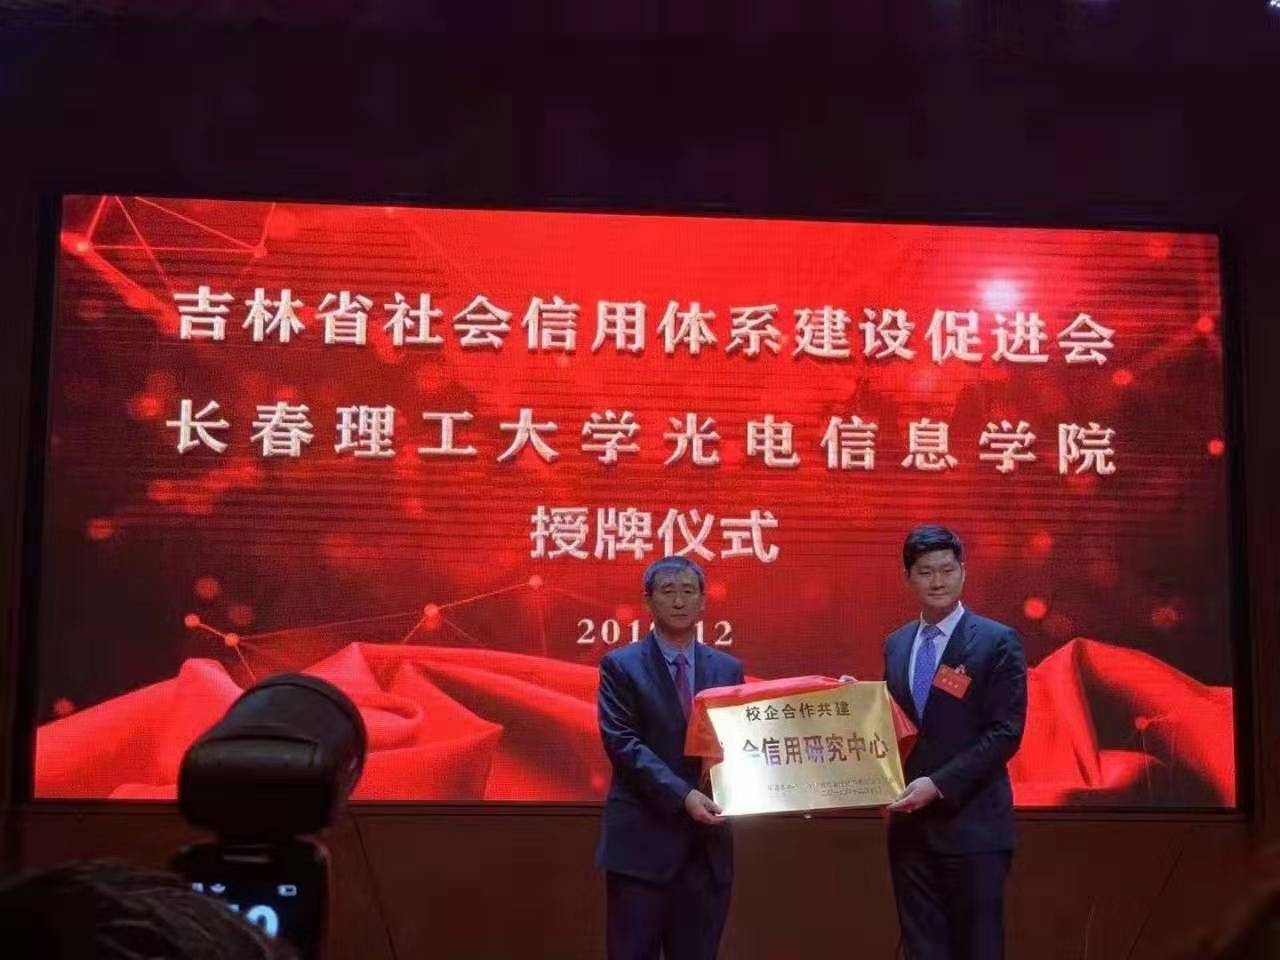 吉林省社会信用体系建设促进会
长春理工大学光电信息学院
授牌仪式
校企合作共建
会信用研究中心